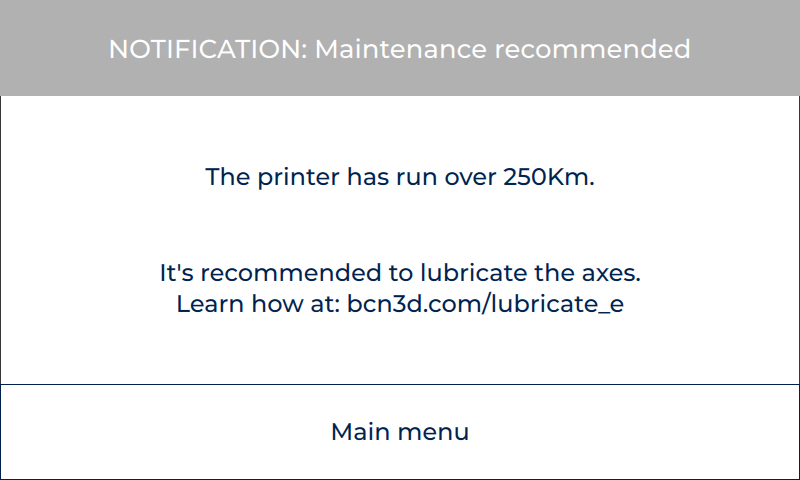 NOTIFICATION: Maintenance recommended
The printer has run over 250Km.
It's recommended to lubricate the axes.
Learn how at: bcn3d.com/lubricate_e
Main menu